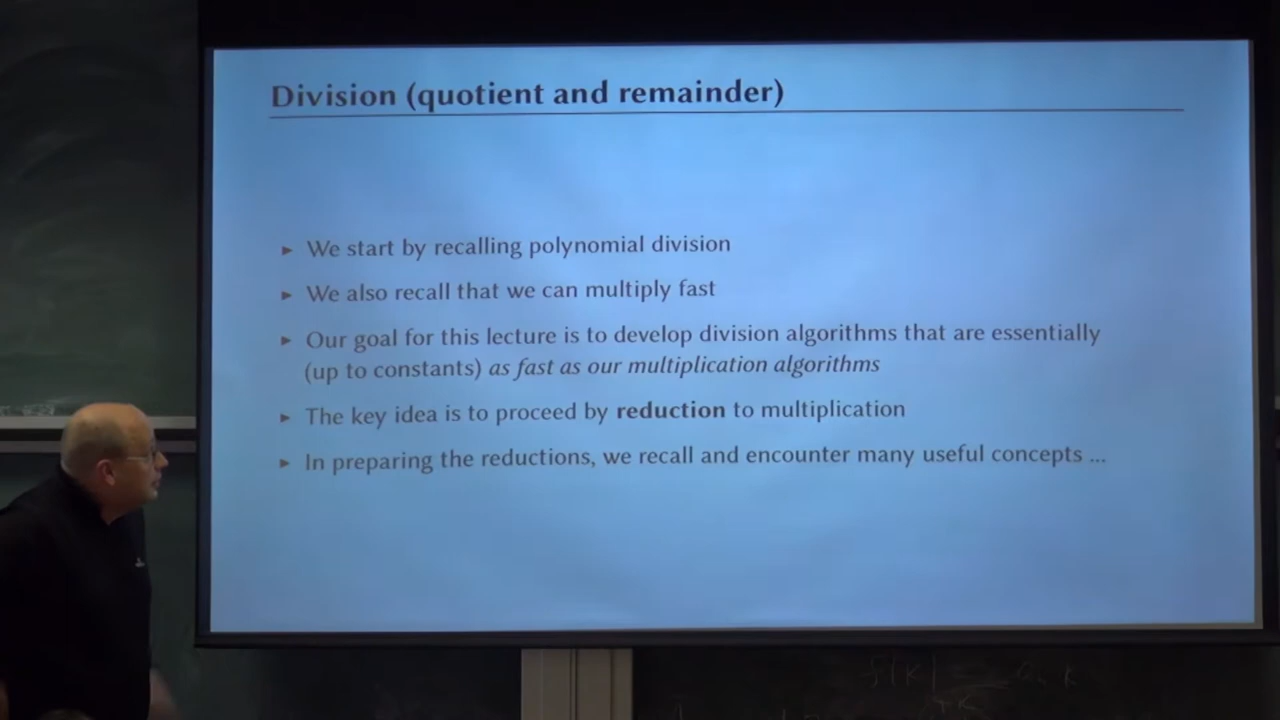 Division (quotient and remainder)
► We start by recalling polynomial division
► We also recall that we can multiply fast
► Our goal for this lecture is to develop division algorithms that are essentially
(up to constants) as fast as our multiplication algorithms
► The key idea is to proceed by reduction to multiplication
► In preparing the reductions, we recall and encounter many useful concepts ...